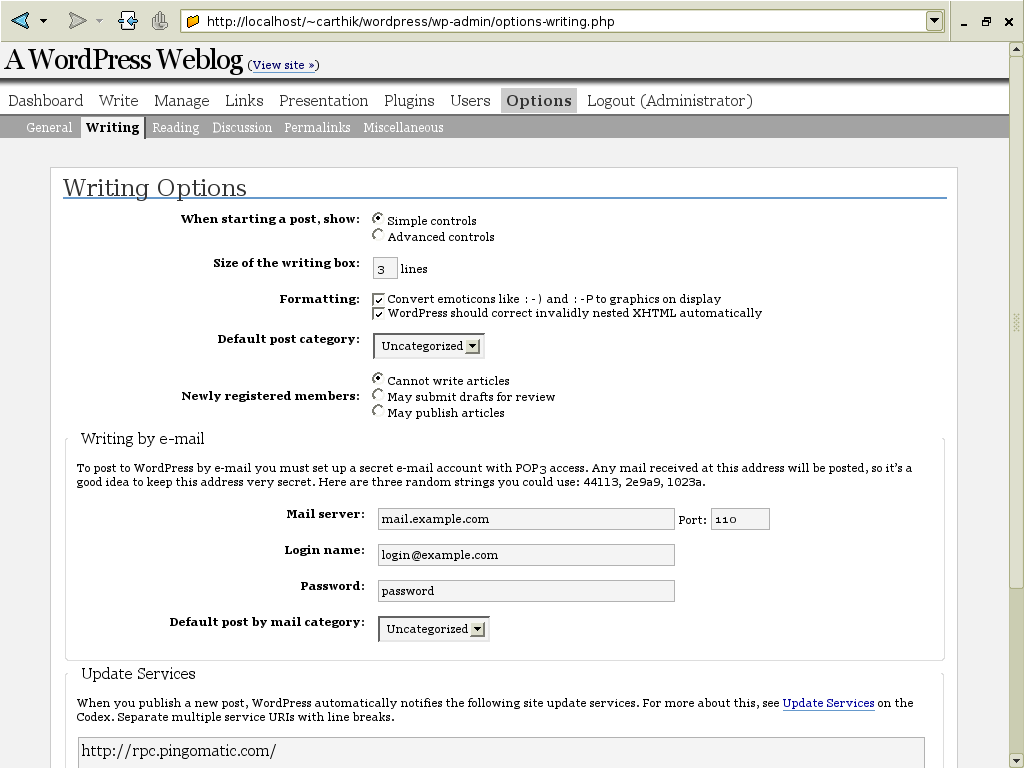 http://localhost/~carthik/wordpress/wp-admin/options-writing.php
A WordPress Weblog (View site »)
Dashboard Write Manage Links Presentation Plugins Users Options Logout (Administrator)
General Writing Reading Discussion Permalinks Miscellaneous
Writing Options
When starting a post, show: Simple controls
Advanced controls
Size of the writing box: 3 lines
Formatting: Convert emoticons like :-) and :-P to graphics on display
WordPress should correct invalidly nested XHTML automatically
Default post category: Uncategorized
Cannot write articles
Newly registered members: May submit drafts for review
May publish articles
Writing by e-mail
To post to WordPress by e-mail you must set up a secret e-mail account with POP3 access. Any mail received at this address will be posted, so it's a
good idea to keep this address very secret. Here are three random strings you could use: 44113, 2e9a9, 1023a.
Mail server: mail.example.com Port: 110
Login name: login@example.com
Password: password
Default post by mail category: Uncategorized
Update Services
When you publish a new post, WordPress automatically notifies the following site update services. For more about this, see Update Services on the
Codex. Separate multiple service URIs with line breaks.
http://rpc.pingomatic.com/